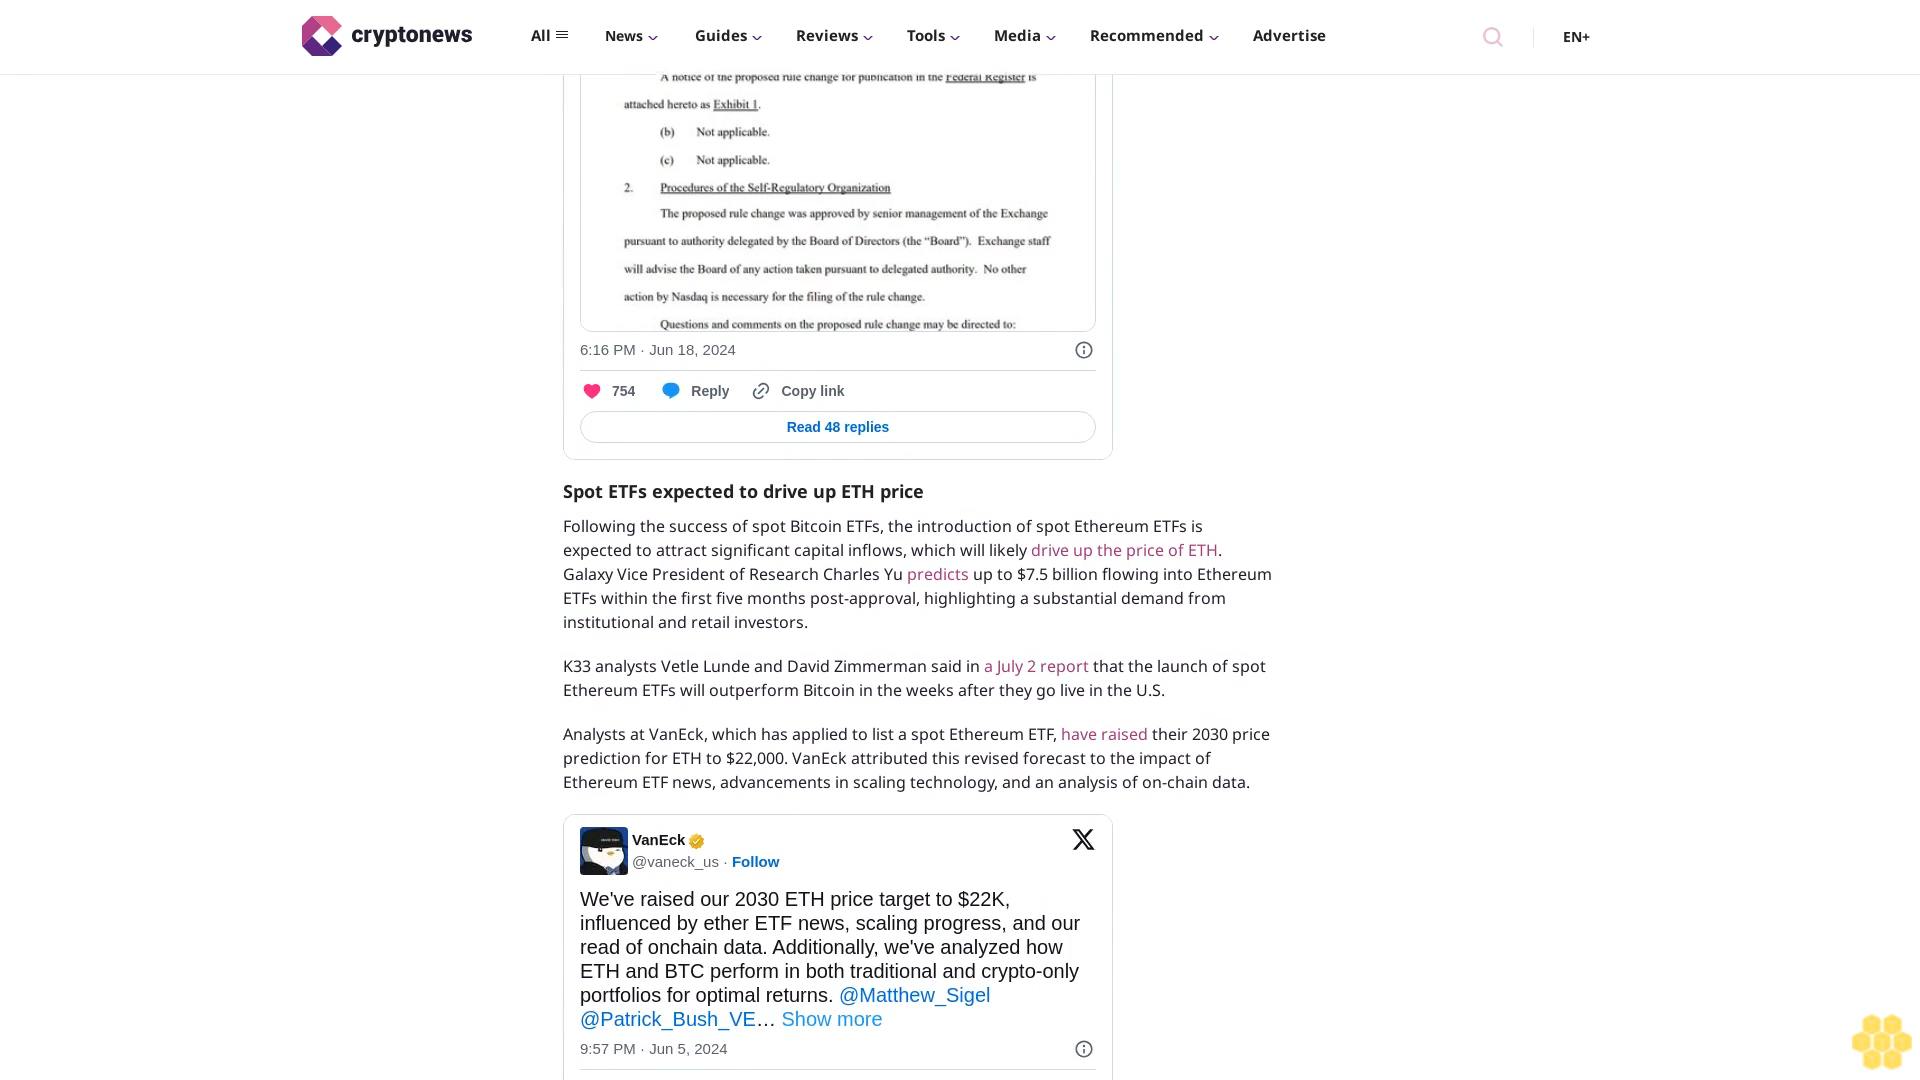 cryptonews
All
News
Guides
Reviews
Tools
Media
Recommended
Advertise
EN+
A notice of the proposed rule change for publication in the Federal Register is
attached hereto as Exhibit 1.
(b) Not applicable.
(c) Not applicable.
2. Procedures of the Self-Regulatory Organization
The proposed rule change was approved by senior management of the Exchange
pursuant to authority delegated by the Board of Directors (the “Board”). Exchange staff
will advise the Board of any action taken pursuant to delegated authority. No other
action by Nasdaq is necessary for the filing of the rule change.
Questions and comments on the proposed rule change may be directed to:
6:16 PM · Jun 18, 2024
754 Reply Copy link
Read 48 replies
Spot ETFs expected to drive up ETH price
Following the success of spot Bitcoin ETFs, the introduction of spot Ethereum ETFs is
expected to attract significant capital inflows, which will likely drive up the price of ETH.
Galaxy Vice President of Research Charles Yu predicts up to $7.5 billion flowing into Ethereum
ETFs within the first five months post-approval, highlighting a substantial demand from
institutional and retail investors.
K33 analysts Vetle Lunde and David Zimmerman said in a July 2 report that the launch of spot
Ethereum ETFs will outperform Bitcoin in the weeks after they go live in the U.S.
Analysts at VanEck, which has applied to list a spot Ethereum ETF, have raised their 2030 price
prediction for ETH to $22,000. VanEck attributed this revised forecast to the impact of
Ethereum ETF news, advancements in scaling technology, and an analysis of on-chain data.
VanEck
@vaneck_us · Follow
We've raised our 2030 ETH price target to $22K,
influenced by ether ETF news, scaling progress, and our
read of onchain data. Additionally, we've analyzed how
ETH and BTC perform in both traditional and crypto-only
portfolios for optimal returns. @Matthew_Sigel
@Patrick_Bush_VE… Show more
9:57 PM · Jun 5, 2024